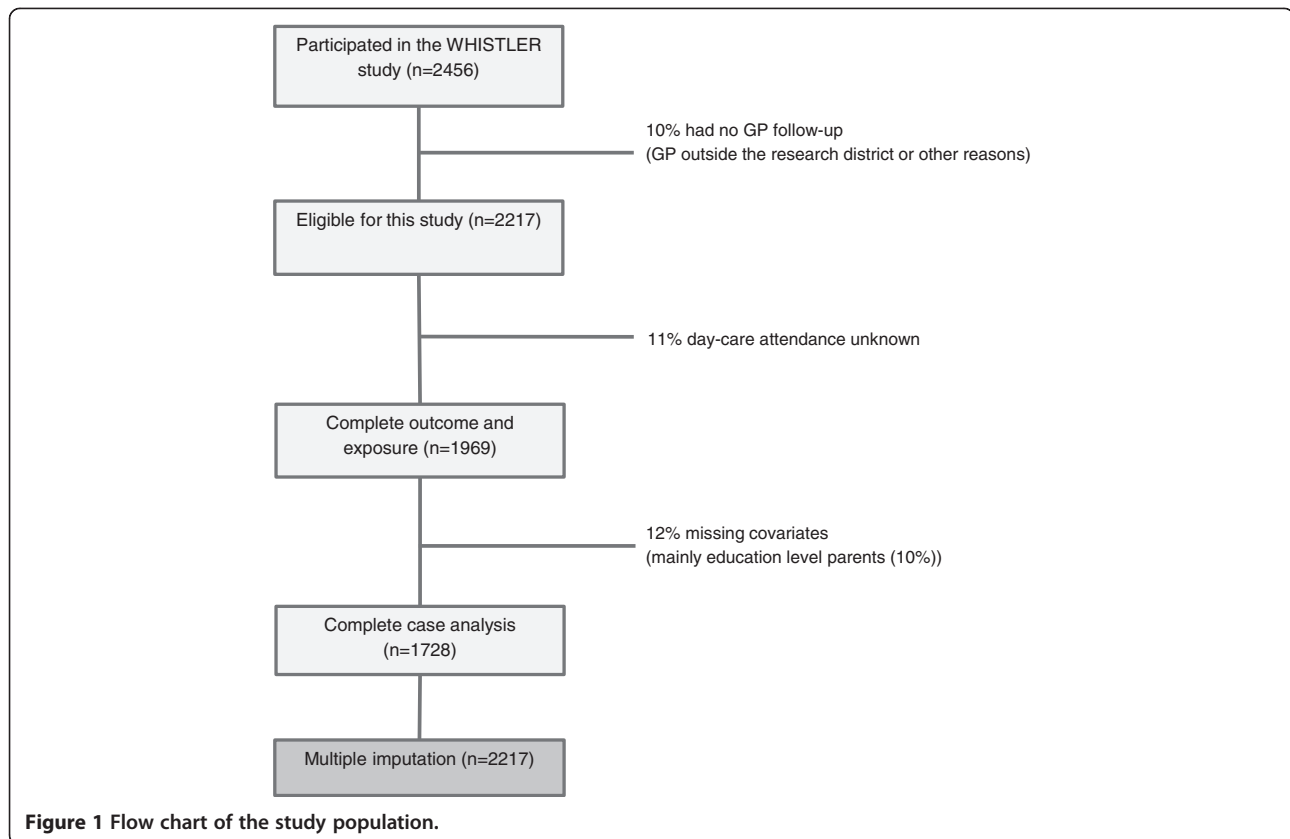 Participated in the WHISTLER
study (n=2456)
10% had no GP follow-up
(GP outside the research district or other reasons)
Eligible for this study (n=2217)
11% day-care attendance unknown
Complete outcome and
exposure (n=1969)
12% missing covariates
(mainly education level parents (10%))
Complete case analysis
(n=1728)
Multiple imputation (n=2217)
Figure 1 Flow chart of the study population.